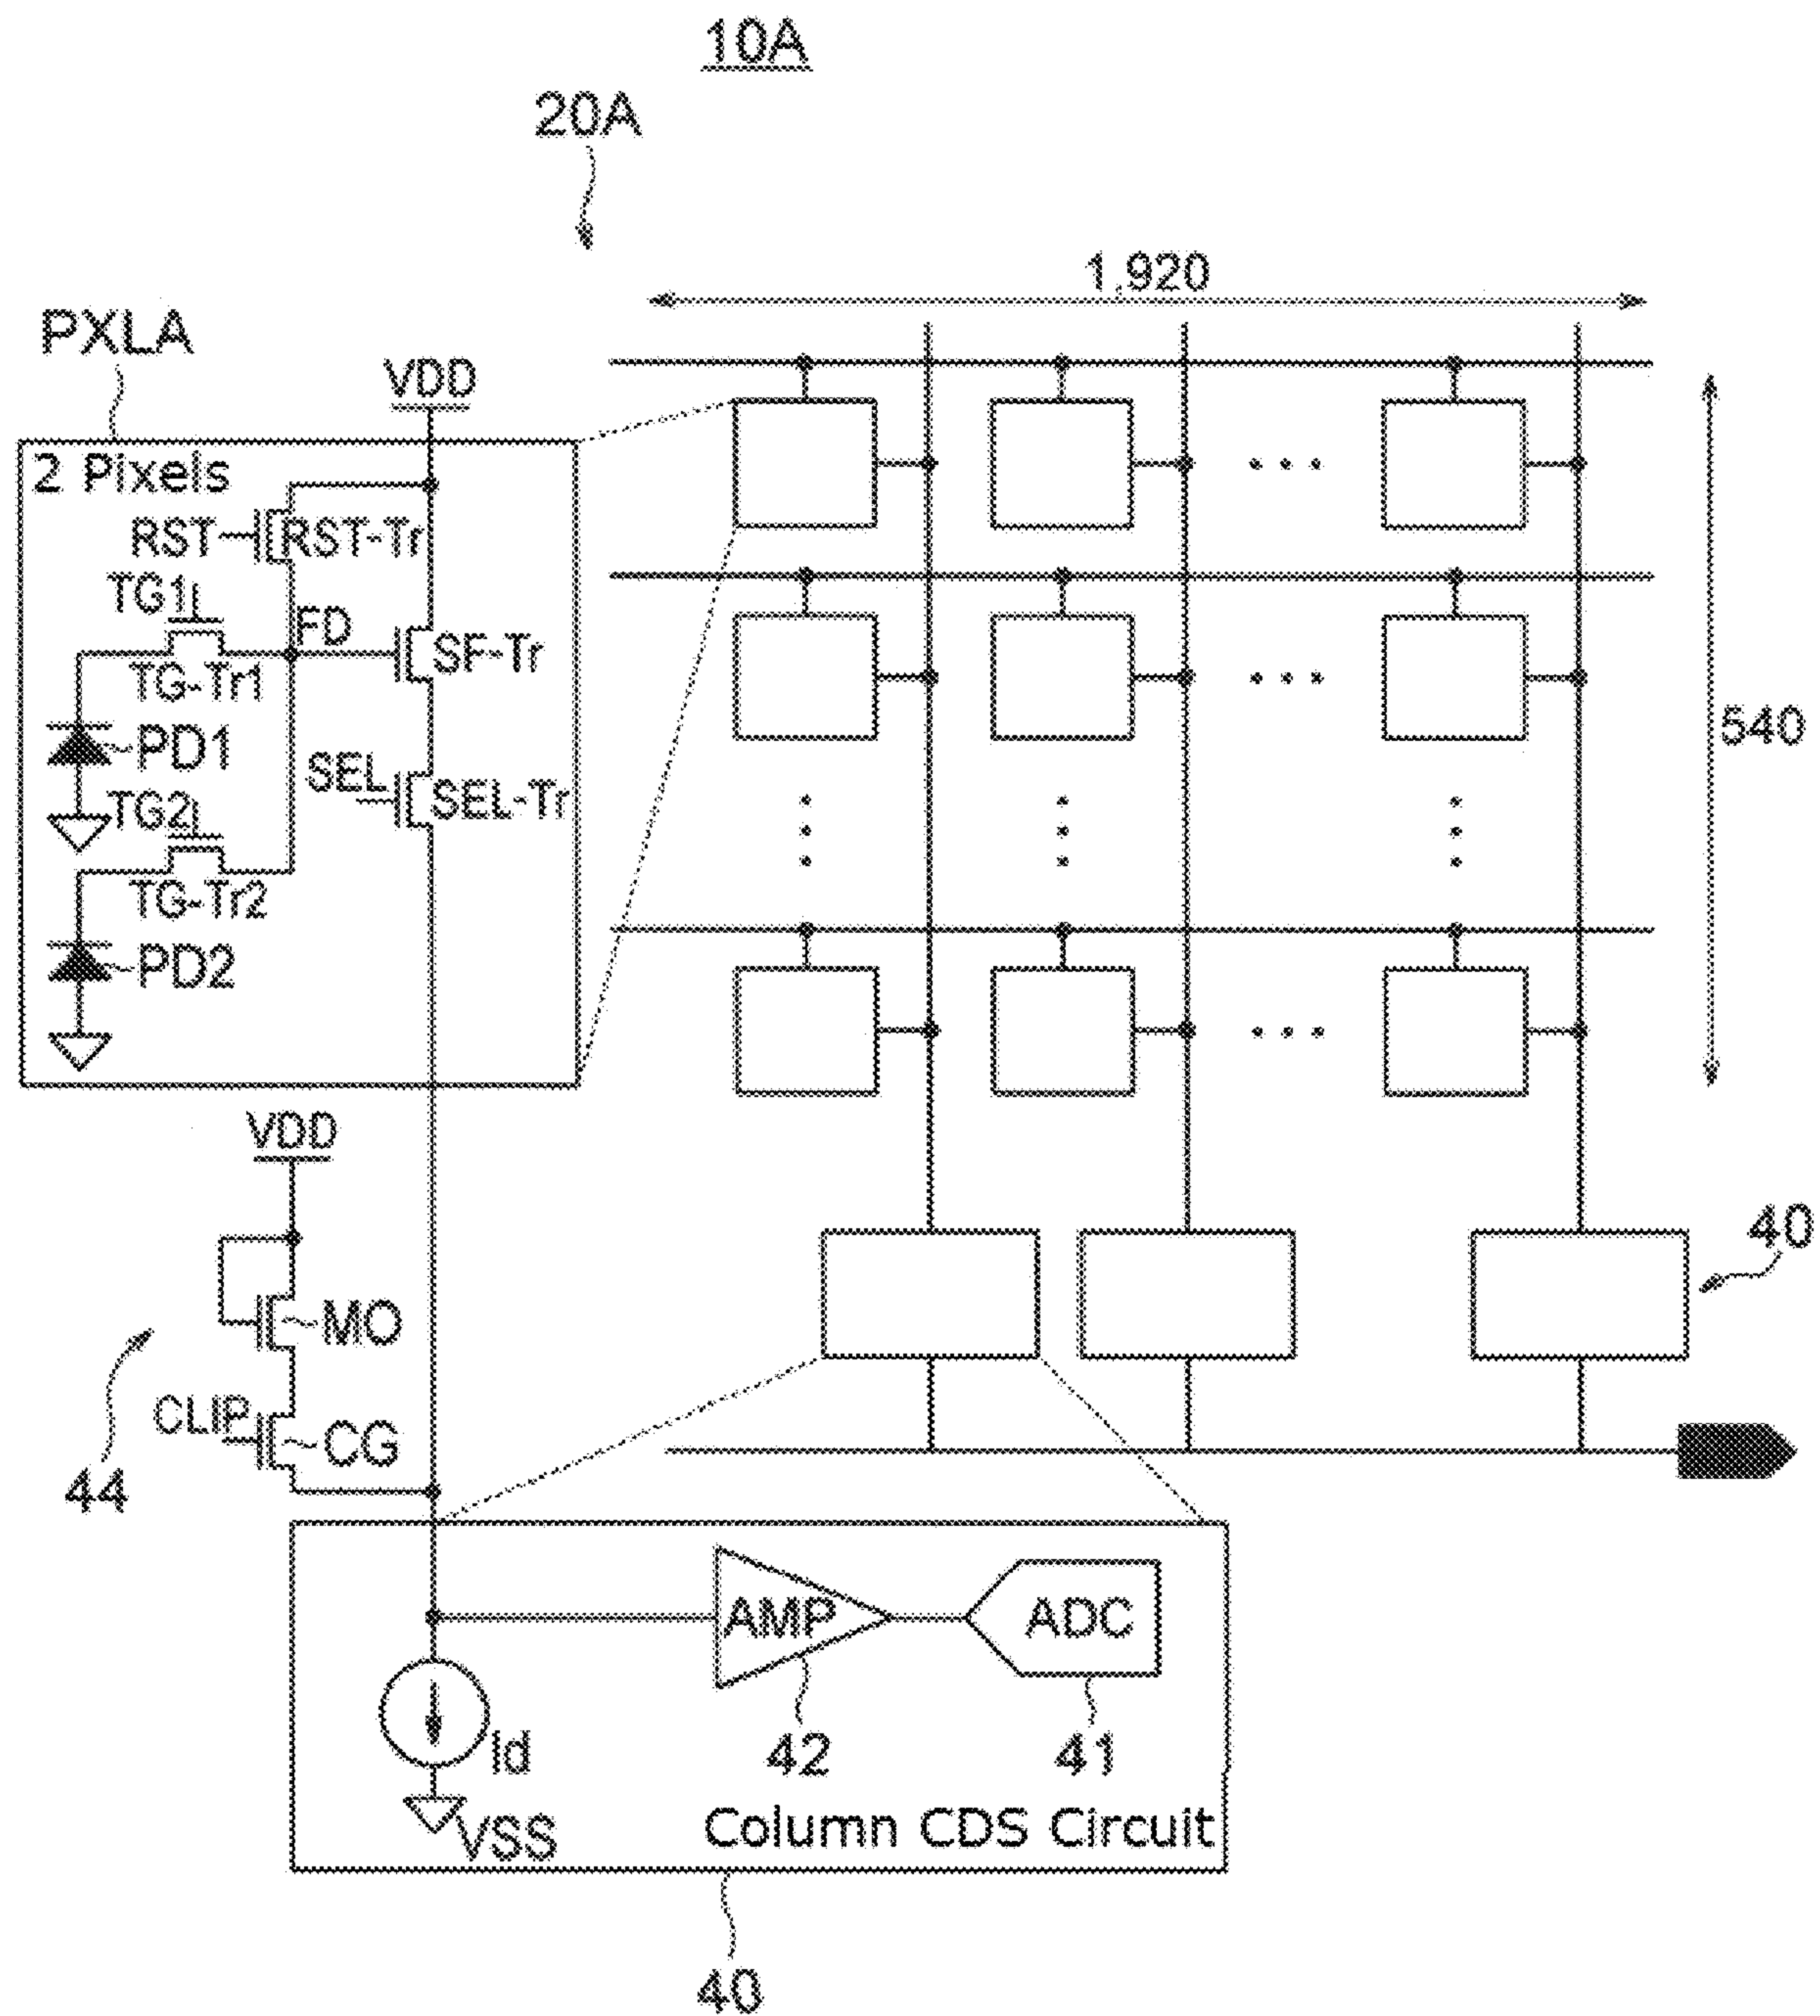 10A
20A
1,920
PXLA
VDD
2 Pixels
RST
RST-Tr
TG1
FD
SF-Tr
TG-Tr1
540
PD1
SEL
SEL-Tr
TG2
TG-Tr2
PD2
VDD
40
MO
CLIP
CG
44
AMP
ADC
Id
42
41
VSS
Column CDS Circuit
40